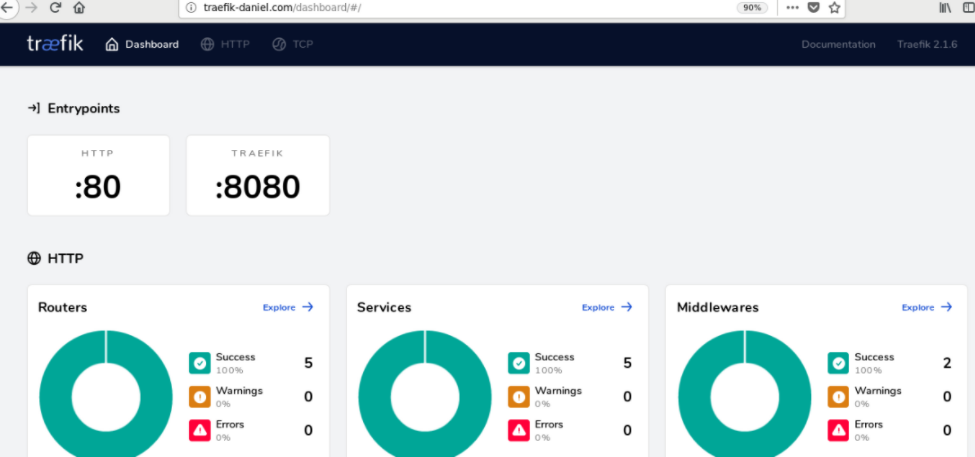 traefik-daniel.com/dashboard/#/ 90%
træfik Dashboard HTTP TCP Documentation Traefik 2.1.6
Entrypoints
HTTP TRAEFIK
:80 :8080
HTTP
Routers Explore Services Explore Middlewares Explore
Success 5 Success 5 Success 2
100% 100% 100%
Warnings 0 Warnings 0 Warnings 0
0% 0% 0%
Errors 0 Errors 0 Errors 0
0% 0% 0%